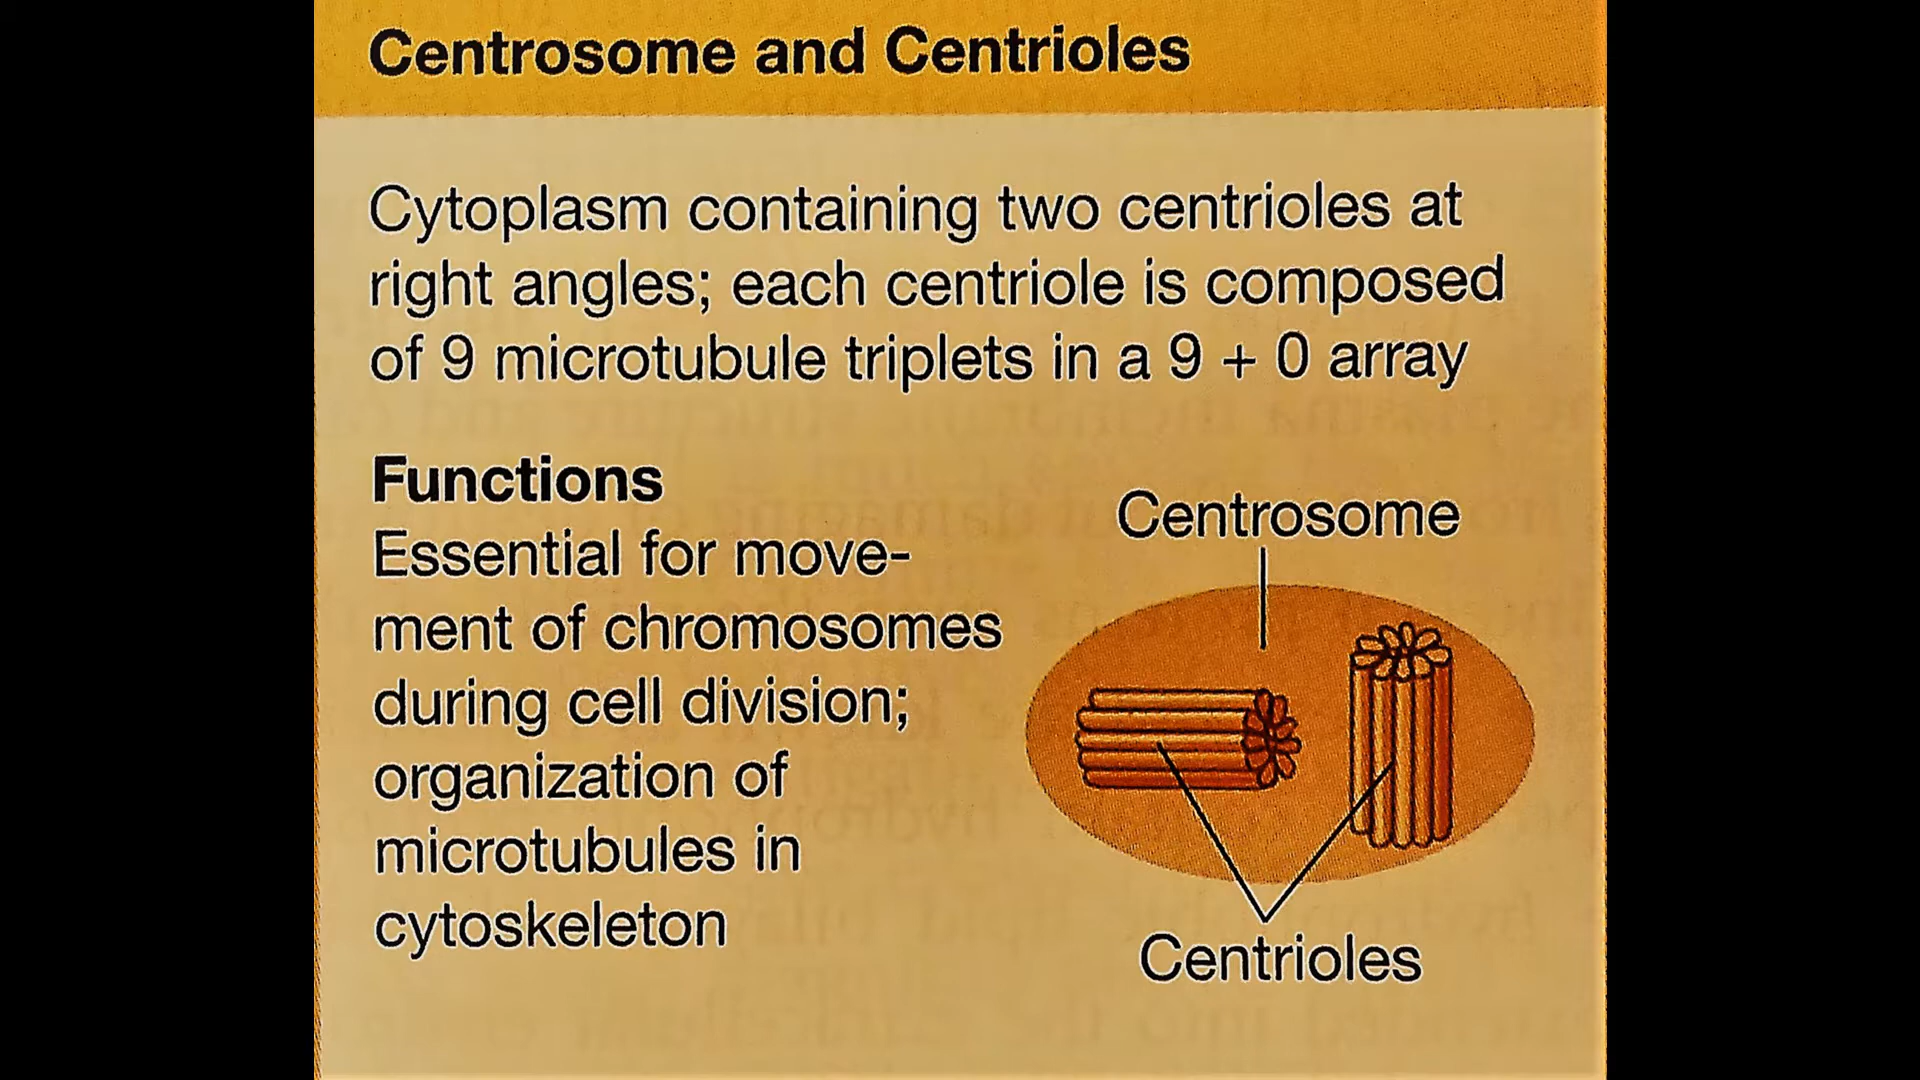 Centrosome and Centrioles
Cytoplasm containing two centrioles at
right angles; each centriole is composed
of 9 microtubule triplets in a 9 + 0 array
Functions
Essential for move-
ment of chromosomes
during cell division;
organization of
microtubules in
cytoskeleton
Centrosome
Centrioles